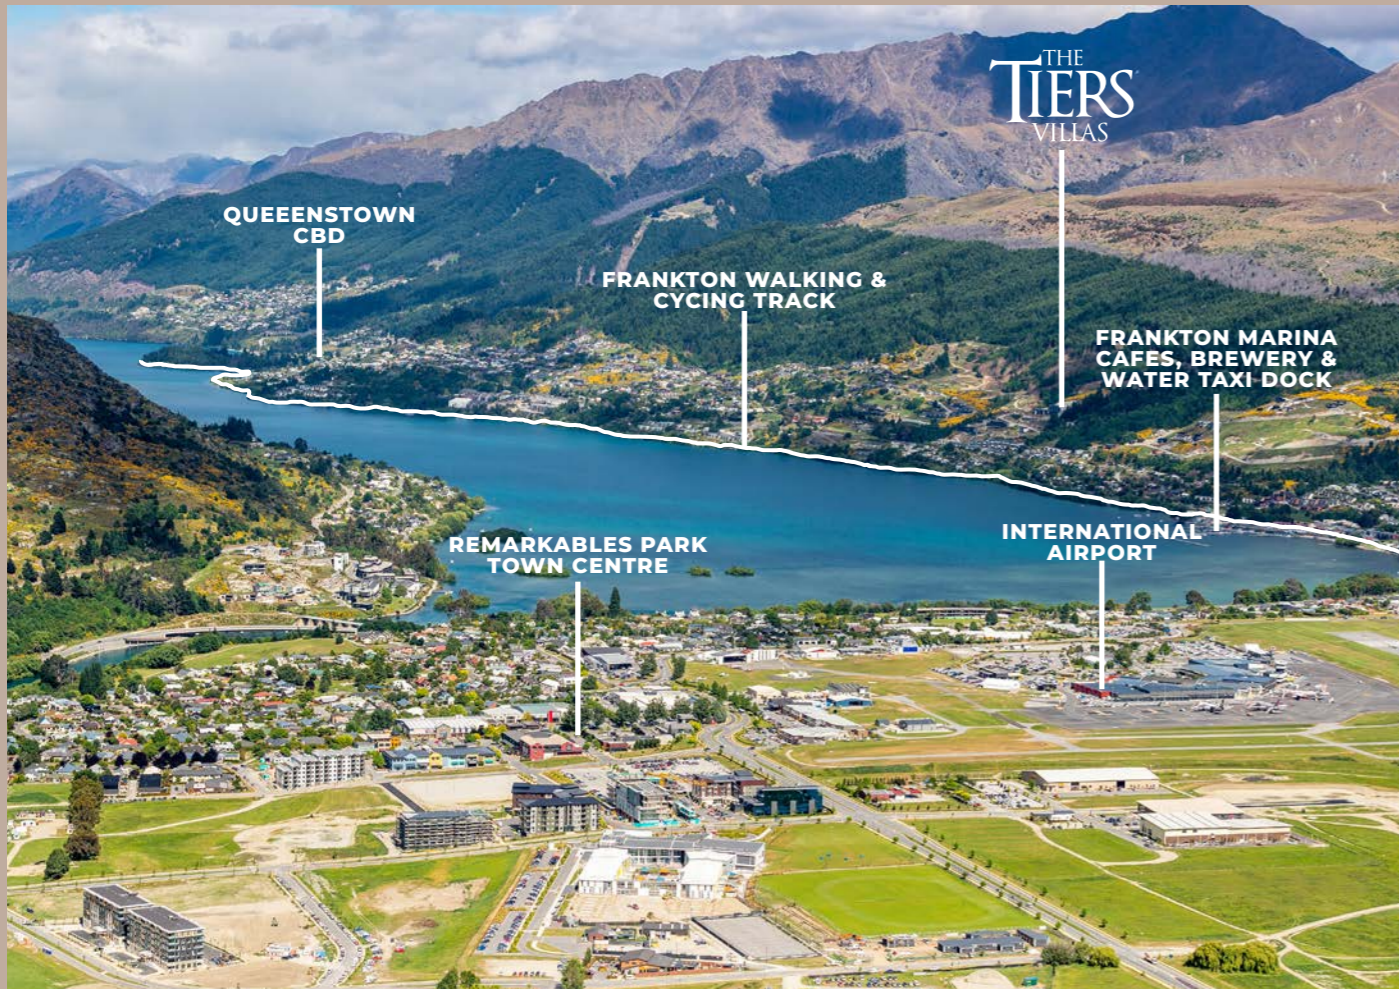 THE
TIERS
VILLAS
QUEEENSTOWN
CBD
FRANKTON WALKING &
CYCING TRACK
FRANKTON MARINA
CAFES, BREWERY &
WATER TAXI DOCK
REMARKABLES PARK
TOWN CENTRE
INTERNATIONAL
AIRPORT